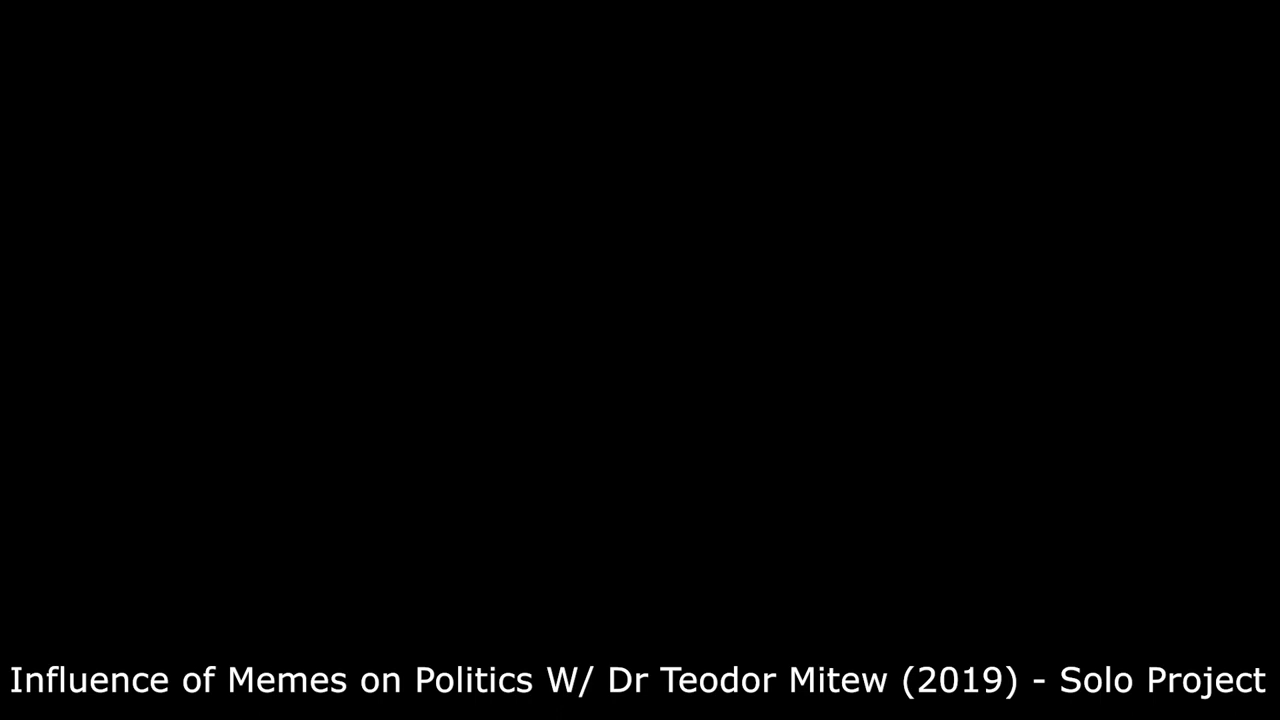 Influence of Memes on Politics W/ Dr Teodor Mitew (2019) - Solo Project